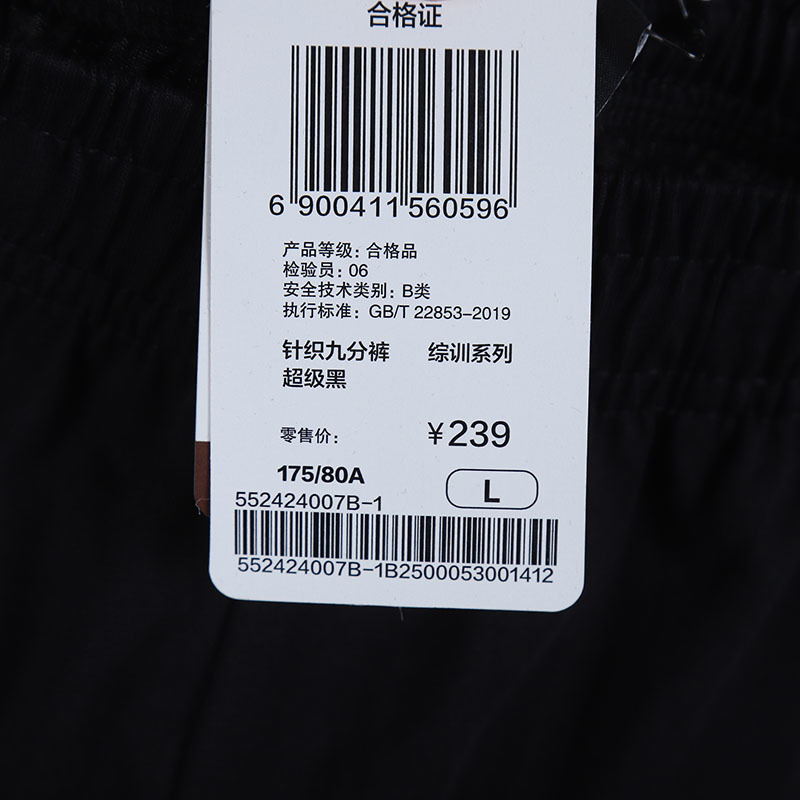 合格证
6 900411 560596
产品等级: 合格品
检验员: 06
安全技术类别: B类
执行标准: GB/T 22853-2019
针织九分裤 综训系列
超级黑
零售价: ¥239
175/80A L
552424007B-1
552424007B-1B2500053001412